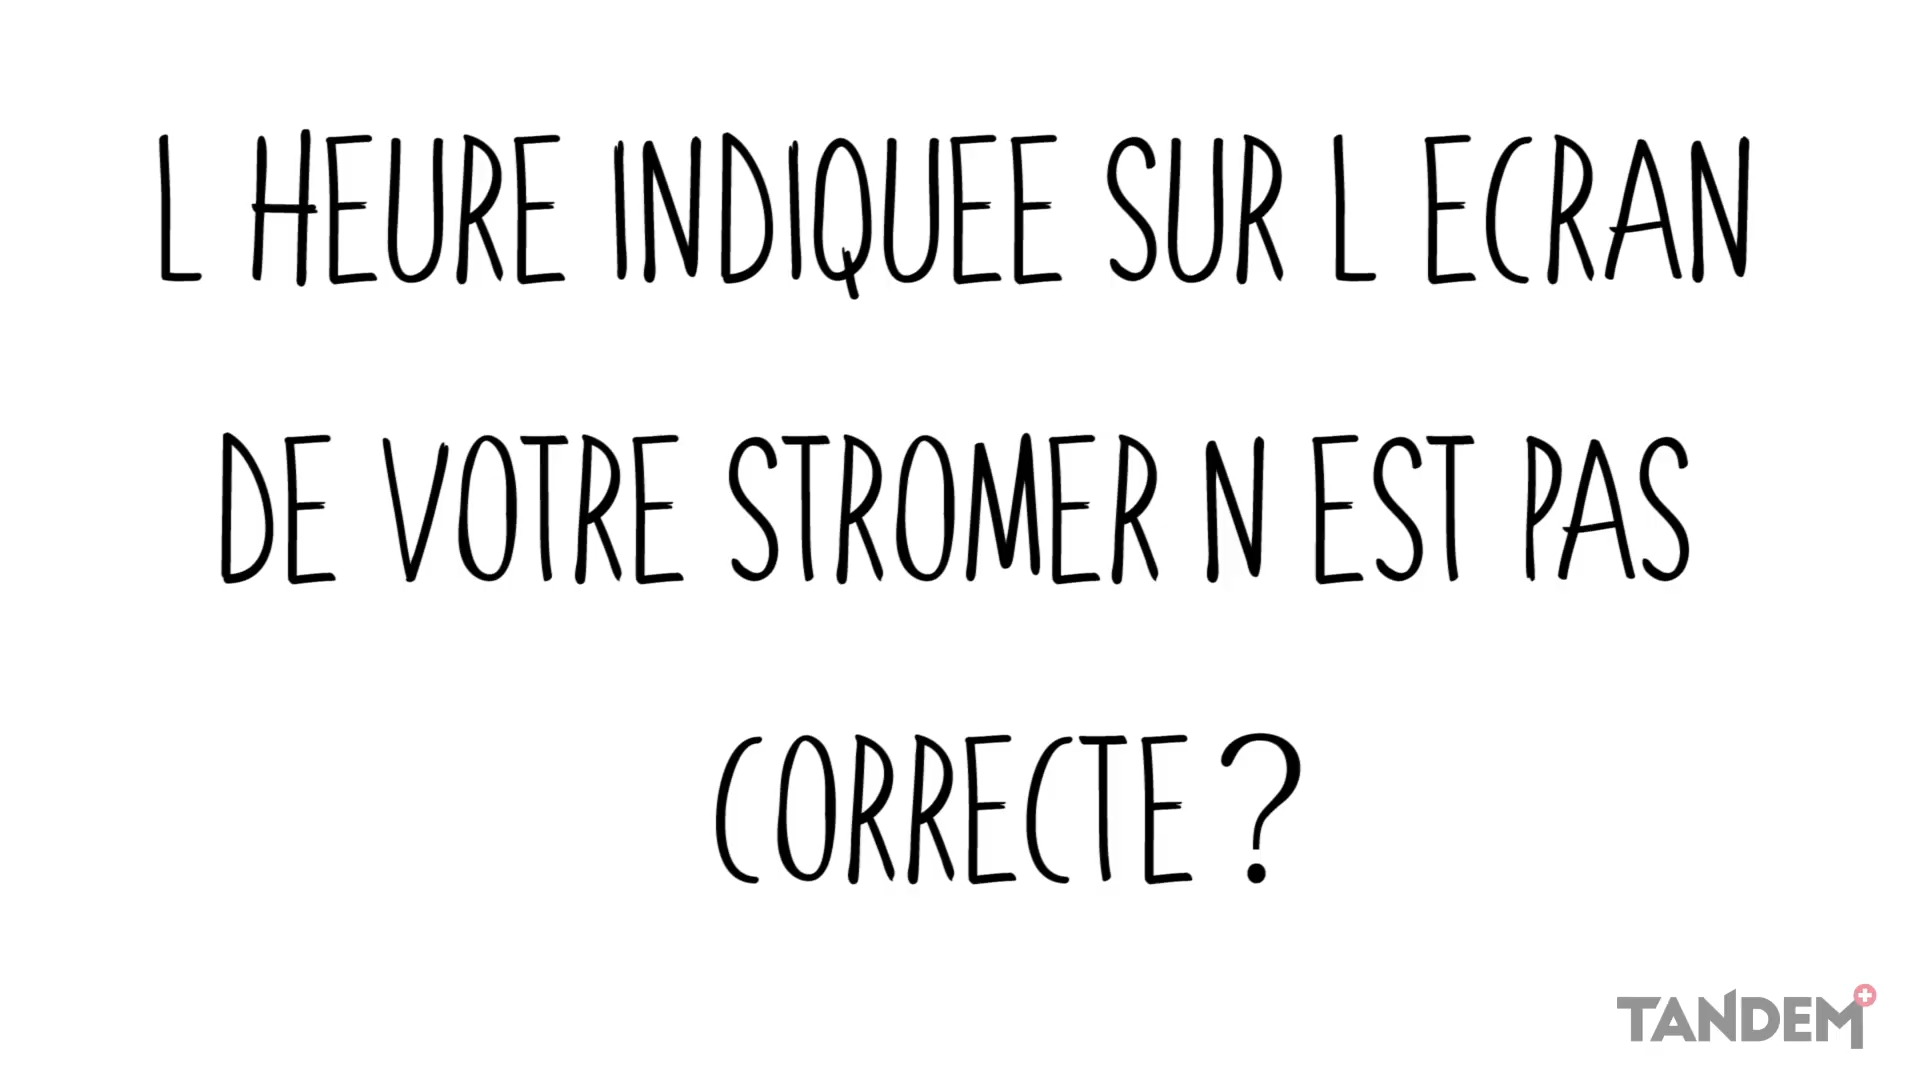 L HEURE INDIQUEE SUR L ECRAN
DE VOTRE STROMER N EST PAS
CORRECTE ?
TANDEM